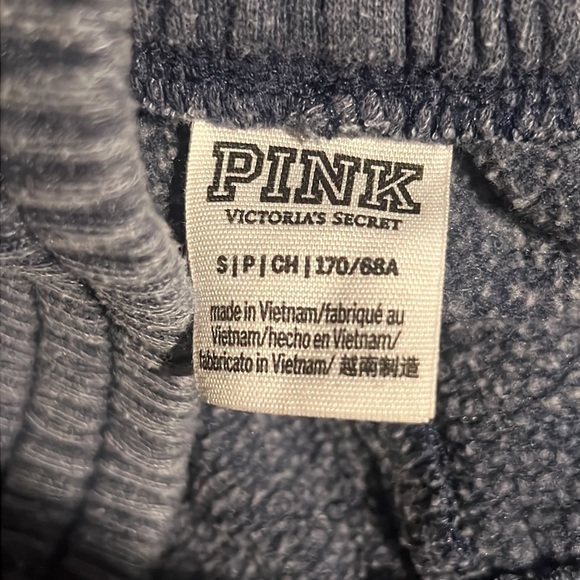 PINK
VICTORIA'S SECRET
S | P | CH | 170/68A
made in Vietnam/fabriqué au
Vietnam/hecho en Vietnam/
fabbricato in Vietnam/ 越南制造